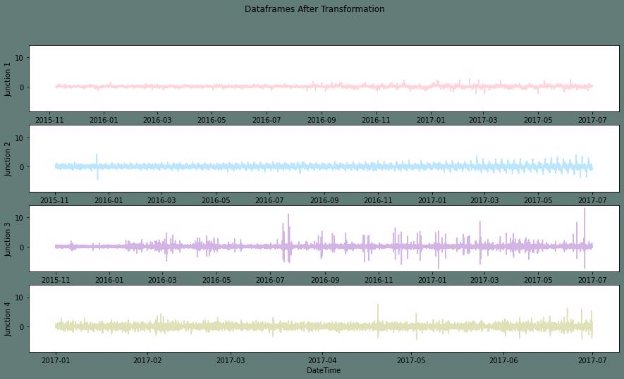 Dataframes After Transformation
Junction 1
10
0
2015-11 2016-01 2016-03 2016-05 2016-07 2016-09 2016-11 2017-01 2017-03 2017-05 2017-07
Junction 2
10
0
2015-11 2016-01 2016-03 2016-05 2016-07 2016-09 2016-11 2017-01 2017-03 2017-05 2017-07
Junction 3
10
0
2015-11 2016-01 2016-03 2016-05 2016-07 2016-09 2016-11 2017-01 2017-03 2017-05 2017-07
Junction 4
10
0
2017-01 2017-02 2017-03 2017-04 2017-05 2017-06 2017-07
DateTime